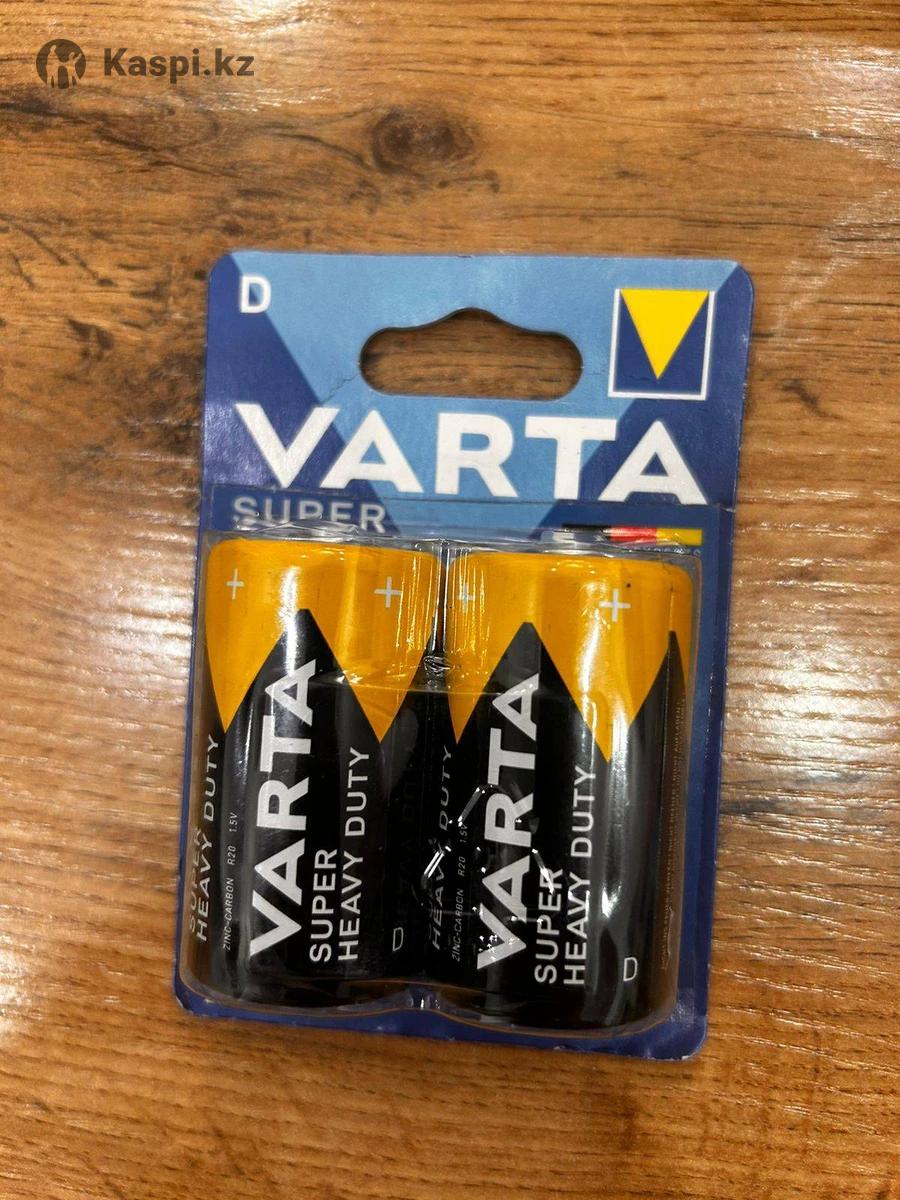 Kaspi.kz
D
VARTA
SUPER
+ +
+ +
SUPER
HEAVY DUTY
ZINC-CARBON R20 1.5V
VARTA
SUPER
HEAVY DUTY
D
HEAVY DUTY
ZINC-CARBON R20 1.5V
VARTA
SUPER
HEAVY DUTY
D